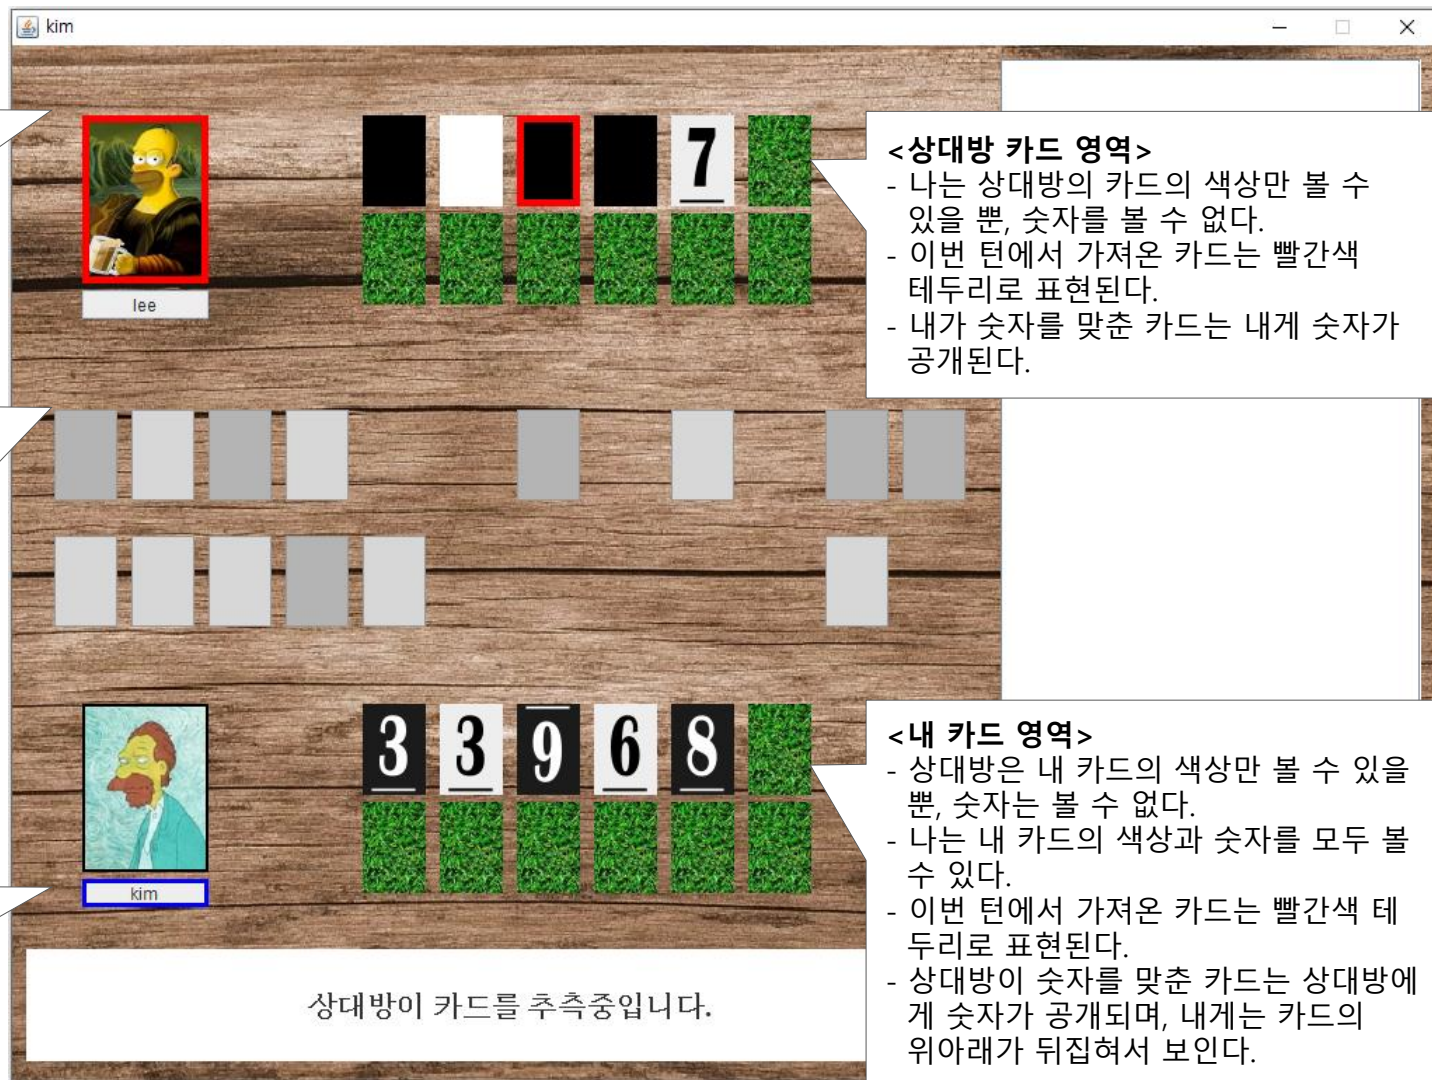 kim
7
<상대방 카드 영역>
- 나는 상대방의 카드의 색상만 볼 수
있을 뿐, 숫자를 볼 수 없다.
- 이번 턴에서 가져온 카드는 빨간색
테두리로 표현된다.
- 내가 숫자를 맞춘 카드는 내게 숫자가
공개된다.
lee
3 3 9 6 8
kim
<내 카드 영역>
- 상대방은 내 카드의 색상만 볼 수 있을
뿐, 숫자는 볼 수 없다.
- 나는 내 카드의 색상과 숫자를 모두 볼
수 있다.
- 이번 턴에서 가져온 카드는 빨간색 테
두리로 표현된다.
- 상대방이 숫자를 맞춘 카드는 상대방에
게 숫자가 공개되며, 내게는 카드의
위아래가 뒤집혀서 보인다.
상대방이 카드를 추측중입니다.